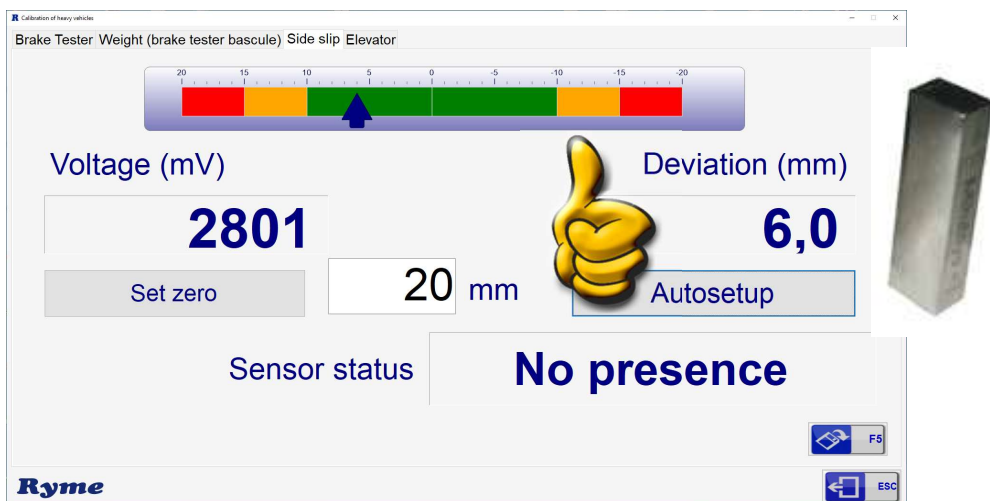 R Calibration of heavy vehicles
Brake Tester Weight (brake tester bascule) Side slip Elevator
20 15 10 5 0 -5 -10 -15 -20
Voltage (mV) Deviation (mm)
2801 6,0
Set zero 20 mm Autosetup
Sensor status No presence
F5
Ryme ESC